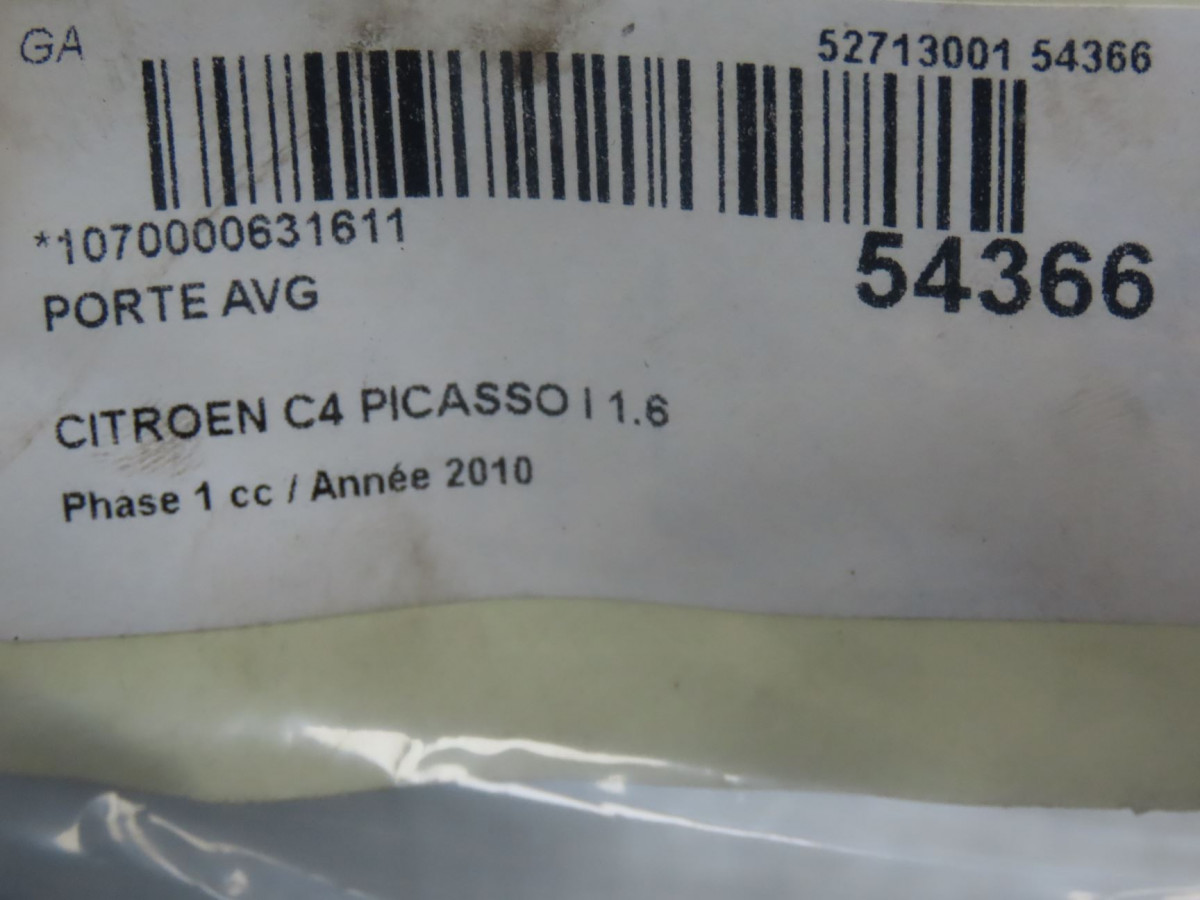 GA
52713001 54366
*1070000631611
54366
PORTE AVG
CITROEN C4 PICASSO I 1.6
Phase 1 cc / Année 2010